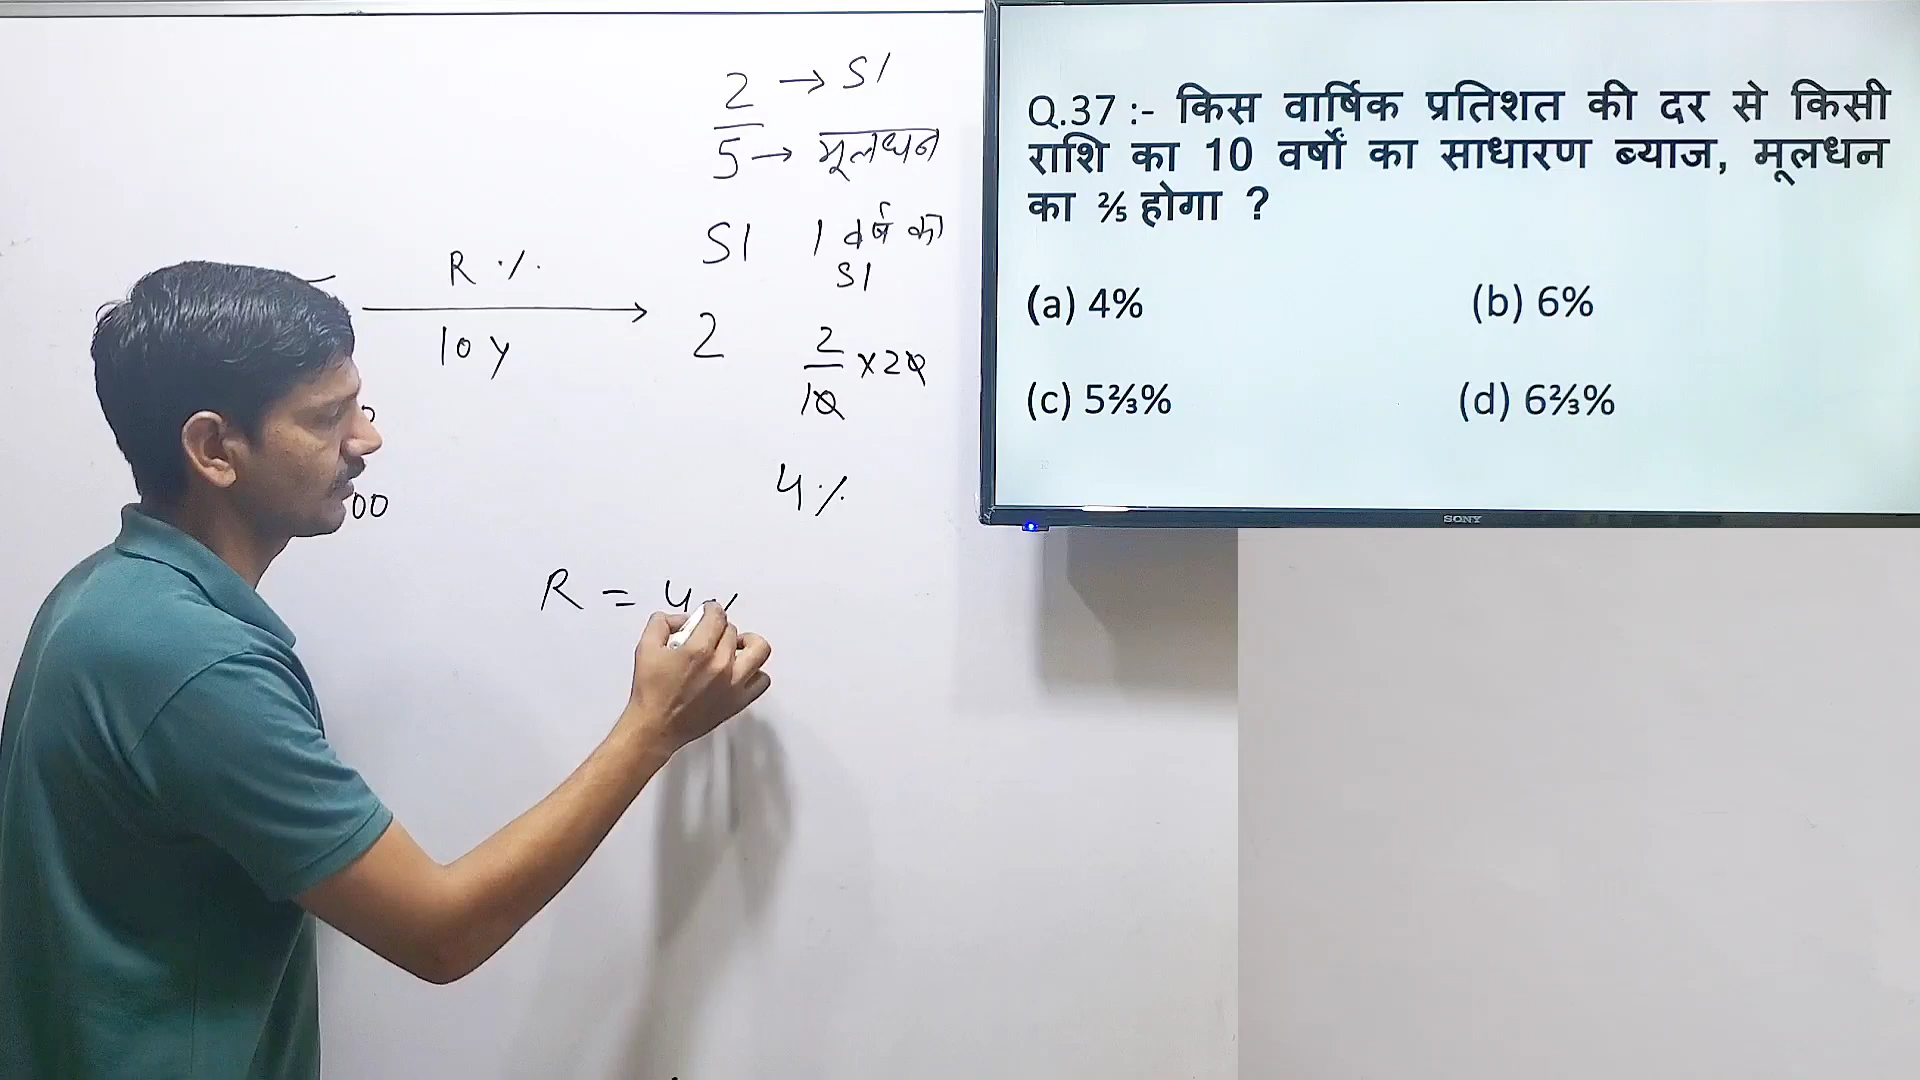 2 → SI
5 → मूलधन
SI 1 वर्ष का
SI
R %
10 y
2
2
10
×20
00
4%
R = 4%
Q.37 :- किस वार्षिक प्रतिशत की दर से किसी
राशि का 10 वर्षों का साधारण ब्याज, मूलधन
का ⅖ होगा ?
(a) 4% (b) 6%
(c) 5⅔% (d) 6⅔%
SONY